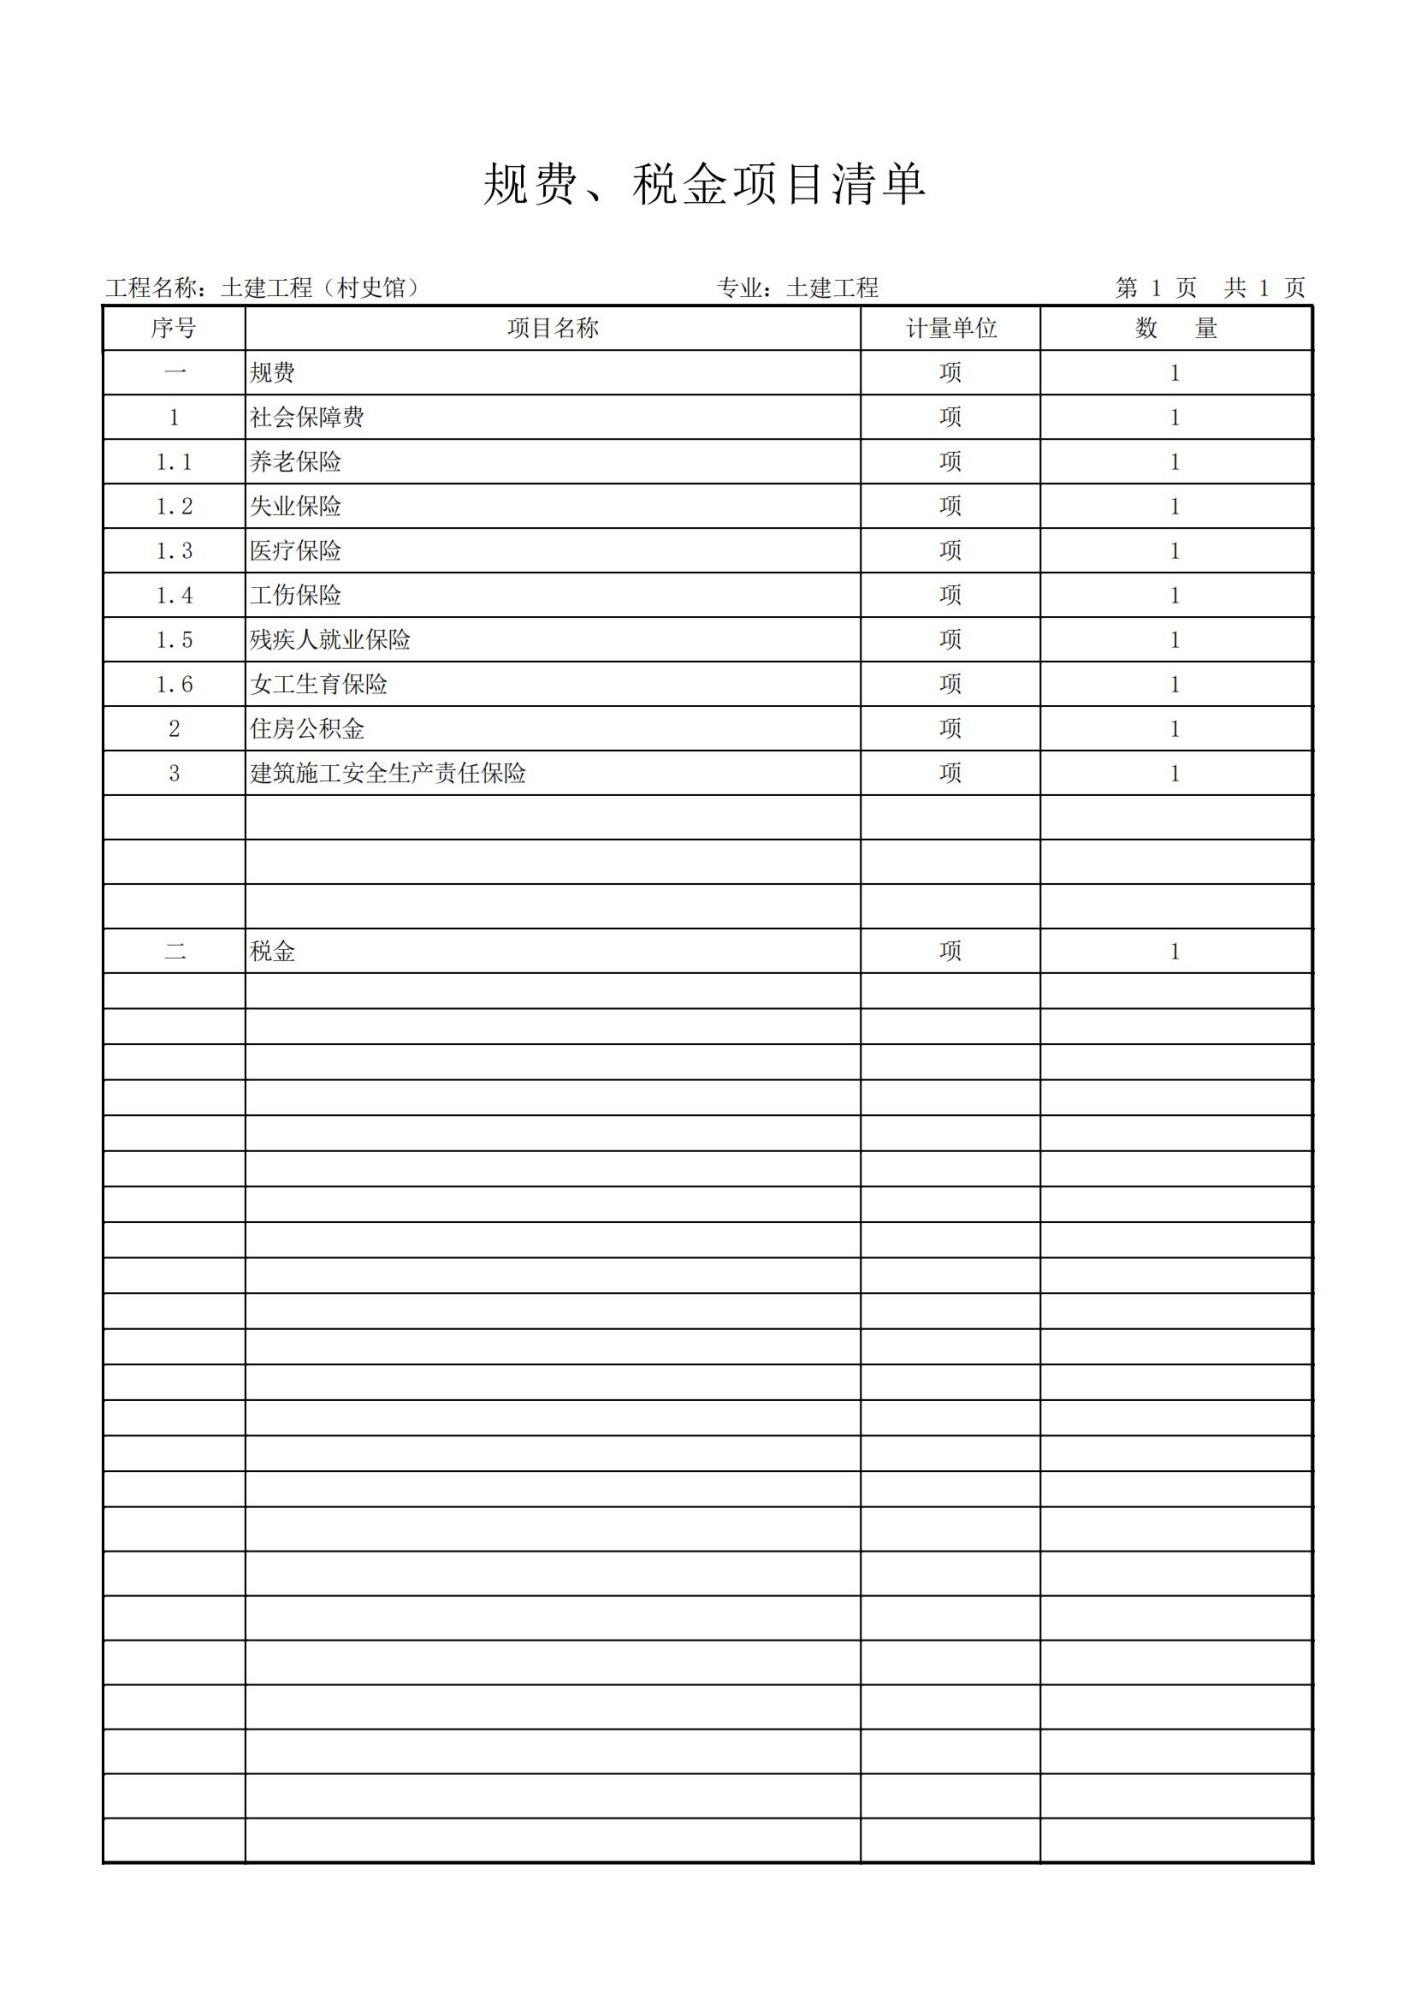 规费、税金项目清单
工程名称：土建工程（村史馆） 专业：土建工程 第 1 页 共 1 页
序号 项目名称 计量单位 数 量
一 规费 项 1
1 社会保障费 项 1
1.1 养老保险 项 1
1.2 失业保险 项 1
1.3 医疗保险 项 1
1.4 工伤保险 项 1
1.5 残疾人就业保险 项 1
1.6 女工生育保险 项 1
2 住房公积金 项 1
3 建筑施工安全生产责任保险 项 1
二 税金 项 1